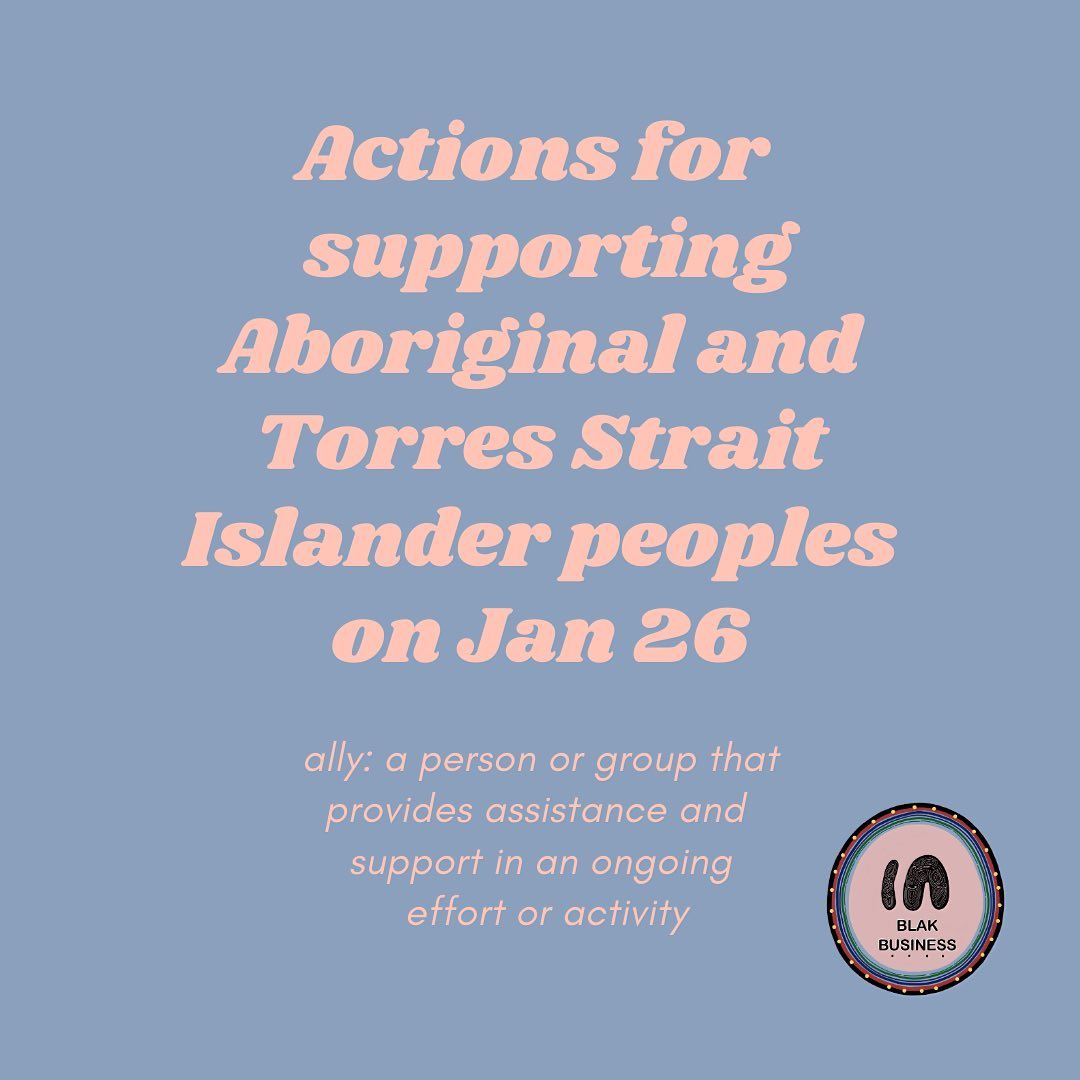 Actions for
supporting
Aboriginal and
Torres Strait
Islander peoples
on Jan 26
ally: a person or group that
provides assistance and
support in an ongoing
effort or activity
BLAK
BUSINESS